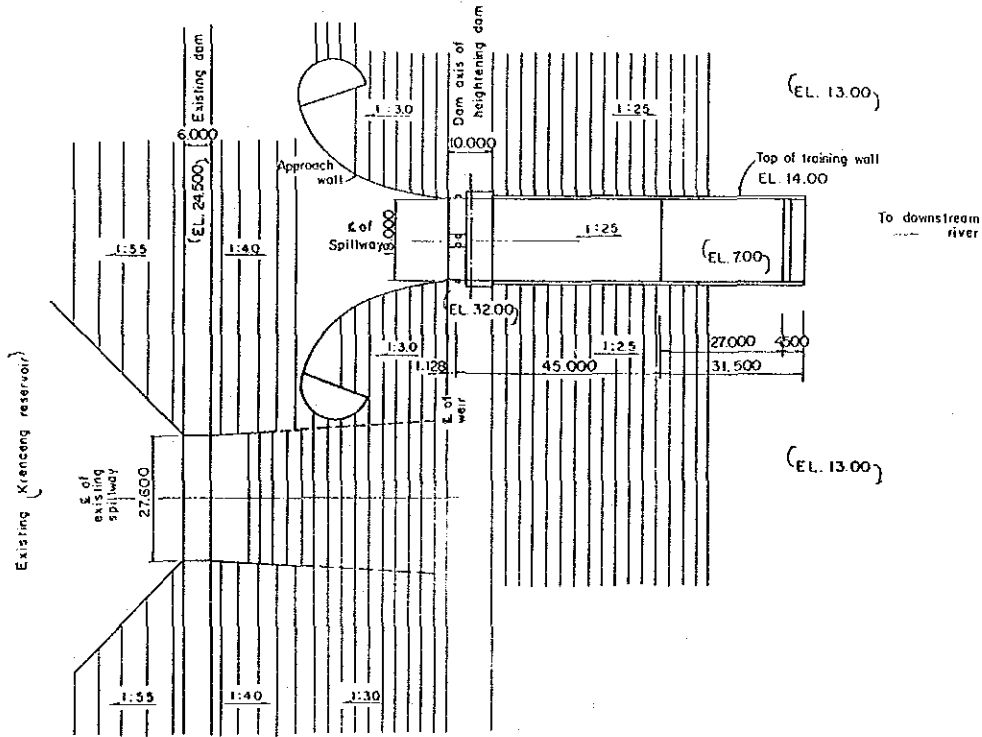 6.000
Existing dam
(EL. 24.500)
1:55
1:40
Approach wall
1:3.0
Dam axis of heightening dam
10.000
1:25
(EL. 13.00)
Top of training wall
EL. 14.00
To downstream river
℄ of Spillway
1:25
(EL. 7.00)
(EL. 32.00)
1:3.0
1.128
45.000
1:2.5
27.000
4500
31.500
℄ of weir
(EL. 13.00)
(Existing Krenceng reservoir)
℄ of existing spillway
27.600
1:55
1:40
1:30